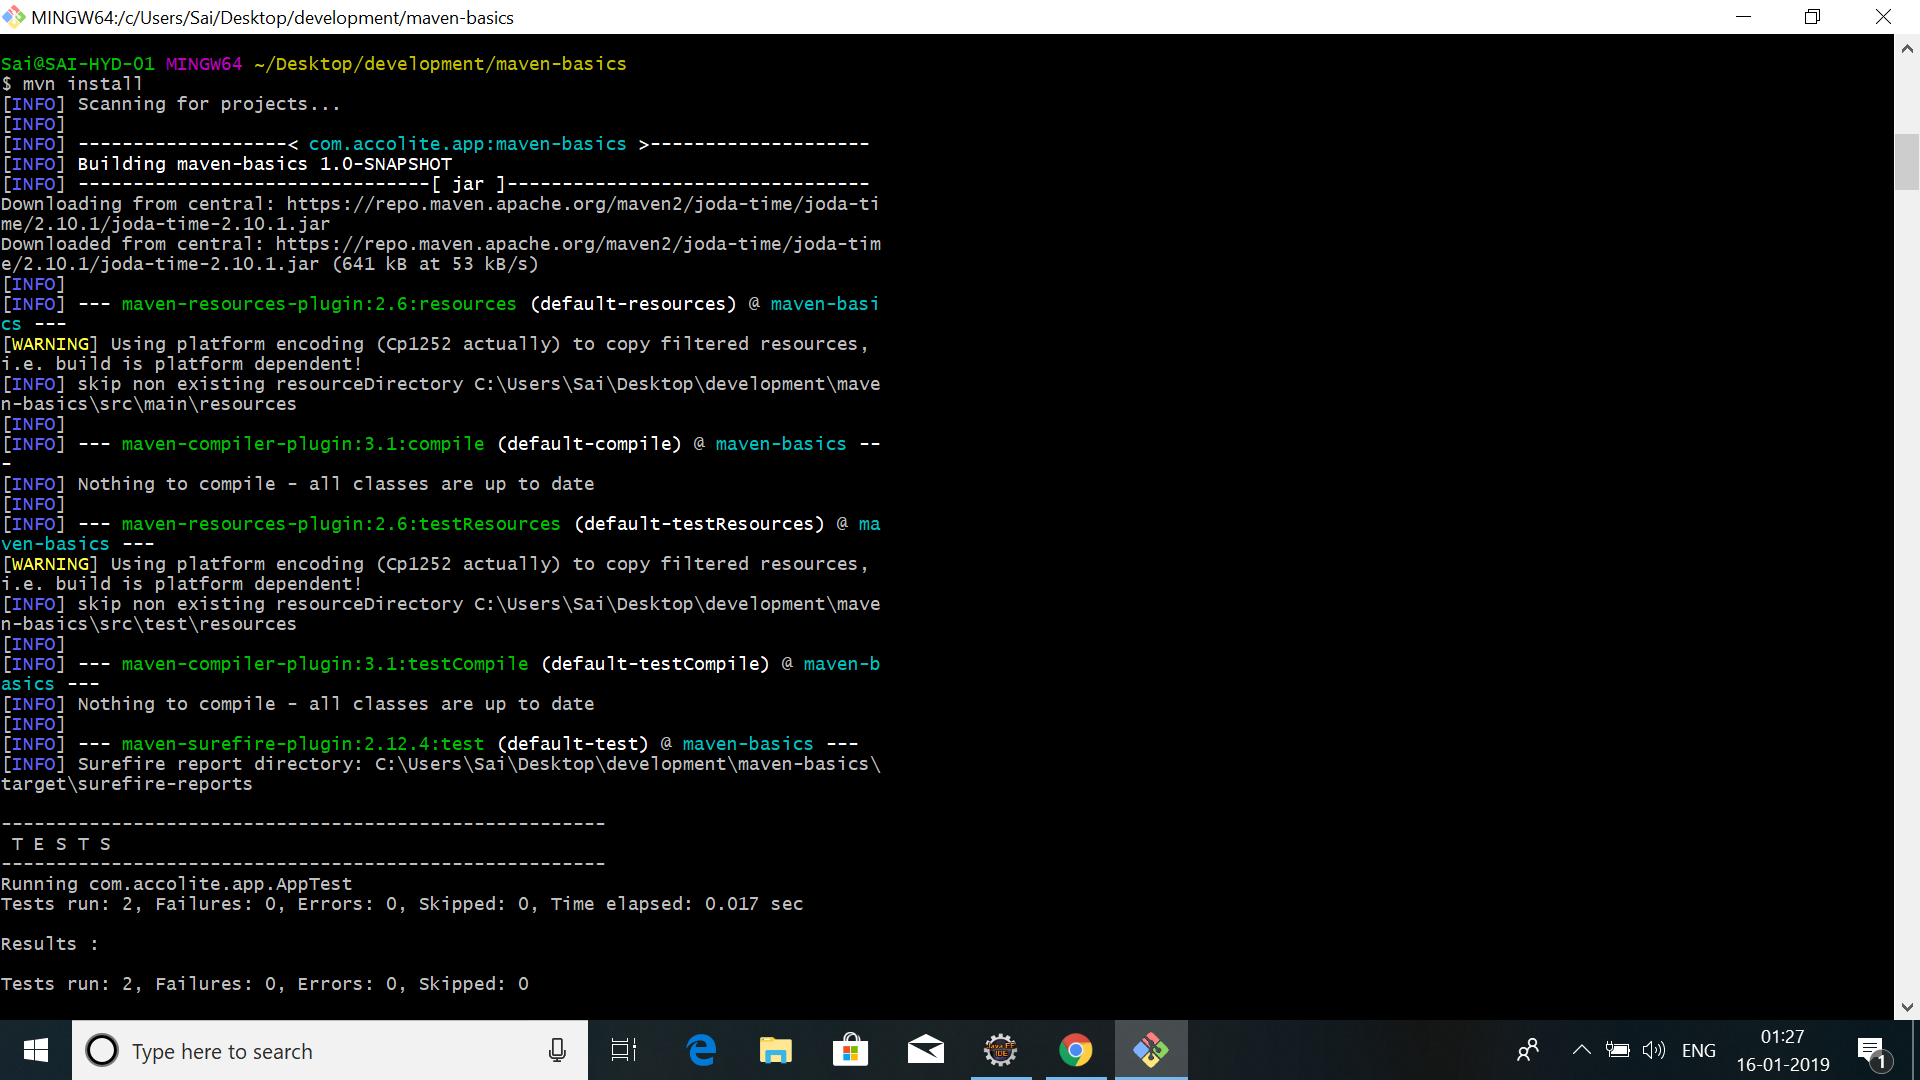 MINGW64:/c/Users/Sai/Desktop/development/maven-basics
Sai@SAI-HYD-01 MINGW64 ~/Desktop/development/maven-basics
$ mvn install
[INFO] Scanning for projects...
[INFO]
[INFO] -------------------< com.accolite.app:maven-basics >--------------------
[INFO] Building maven-basics 1.0-SNAPSHOT
[INFO] --------------------------------[ jar ]---------------------------------
Downloading from central: https://repo.maven.apache.org/maven2/joda-time/joda-ti
me/2.10.1/joda-time-2.10.1.jar
Downloaded from central: https://repo.maven.apache.org/maven2/joda-time/joda-tim
e/2.10.1/joda-time-2.10.1.jar (641 kB at 53 kB/s)
[INFO]
[INFO] --- maven-resources-plugin:2.6:resources (default-resources) @ maven-basi
cs ---
[WARNING] Using platform encoding (Cp1252 actually) to copy filtered resources,
i.e. build is platform dependent!
[INFO] skip non existing resourceDirectory C:\Users\Sai\Desktop\development\mave
n-basics\src\main\resources
[INFO]
[INFO] --- maven-compiler-plugin:3.1:compile (default-compile) @ maven-basics --
-
[INFO] Nothing to compile - all classes are up to date
[INFO]
[INFO] --- maven-resources-plugin:2.6:testResources (default-testResources) @ ma
ven-basics ---
[WARNING] Using platform encoding (Cp1252 actually) to copy filtered resources,
i.e. build is platform dependent!
[INFO] skip non existing resourceDirectory C:\Users\Sai\Desktop\development\mave
n-basics\src\test\resources
[INFO]
[INFO] --- maven-compiler-plugin:3.1:testCompile (default-testCompile) @ maven-b
asics ---
[INFO] Nothing to compile - all classes are up to date
[INFO]
[INFO] --- maven-surefire-plugin:2.12.4:test (default-test) @ maven-basics ---
[INFO] Surefire report directory: C:\Users\Sai\Desktop\development\maven-basics\
target\surefire-reports
-------------------------------------------------------
T E S T S
-------------------------------------------------------
Running com.accolite.app.AppTest
Tests run: 2, Failures: 0, Errors: 0, Skipped: 0, Time elapsed: 0.017 sec
Results :
Tests run: 2, Failures: 0, Errors: 0, Skipped: 0
Type here to search
Java EE
IDE
ENG
01:27
16-01-2019
1